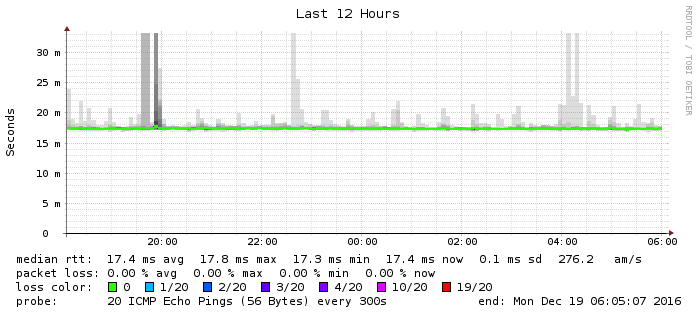 Last 12 Hours
RRDTOOL / TOBI OETIKER
Seconds
30 m
25 m
20 m
15 m
10 m
5 m
0
20:00 22:00 00:00 02:00 04:00 06:00
median rtt: 17.4 ms avg 17.8 ms max 17.3 ms min 17.4 ms now 0.1 ms sd 276.2 am/s
packet loss: 0.00 % avg 0.00 % max 0.00 % min 0.00 % now
loss color: 0 1/20 2/20 3/20 4/20 10/20 19/20
probe: 20 ICMP Echo Pings (56 Bytes) every 300s end: Mon Dec 19 06:05:07 2016